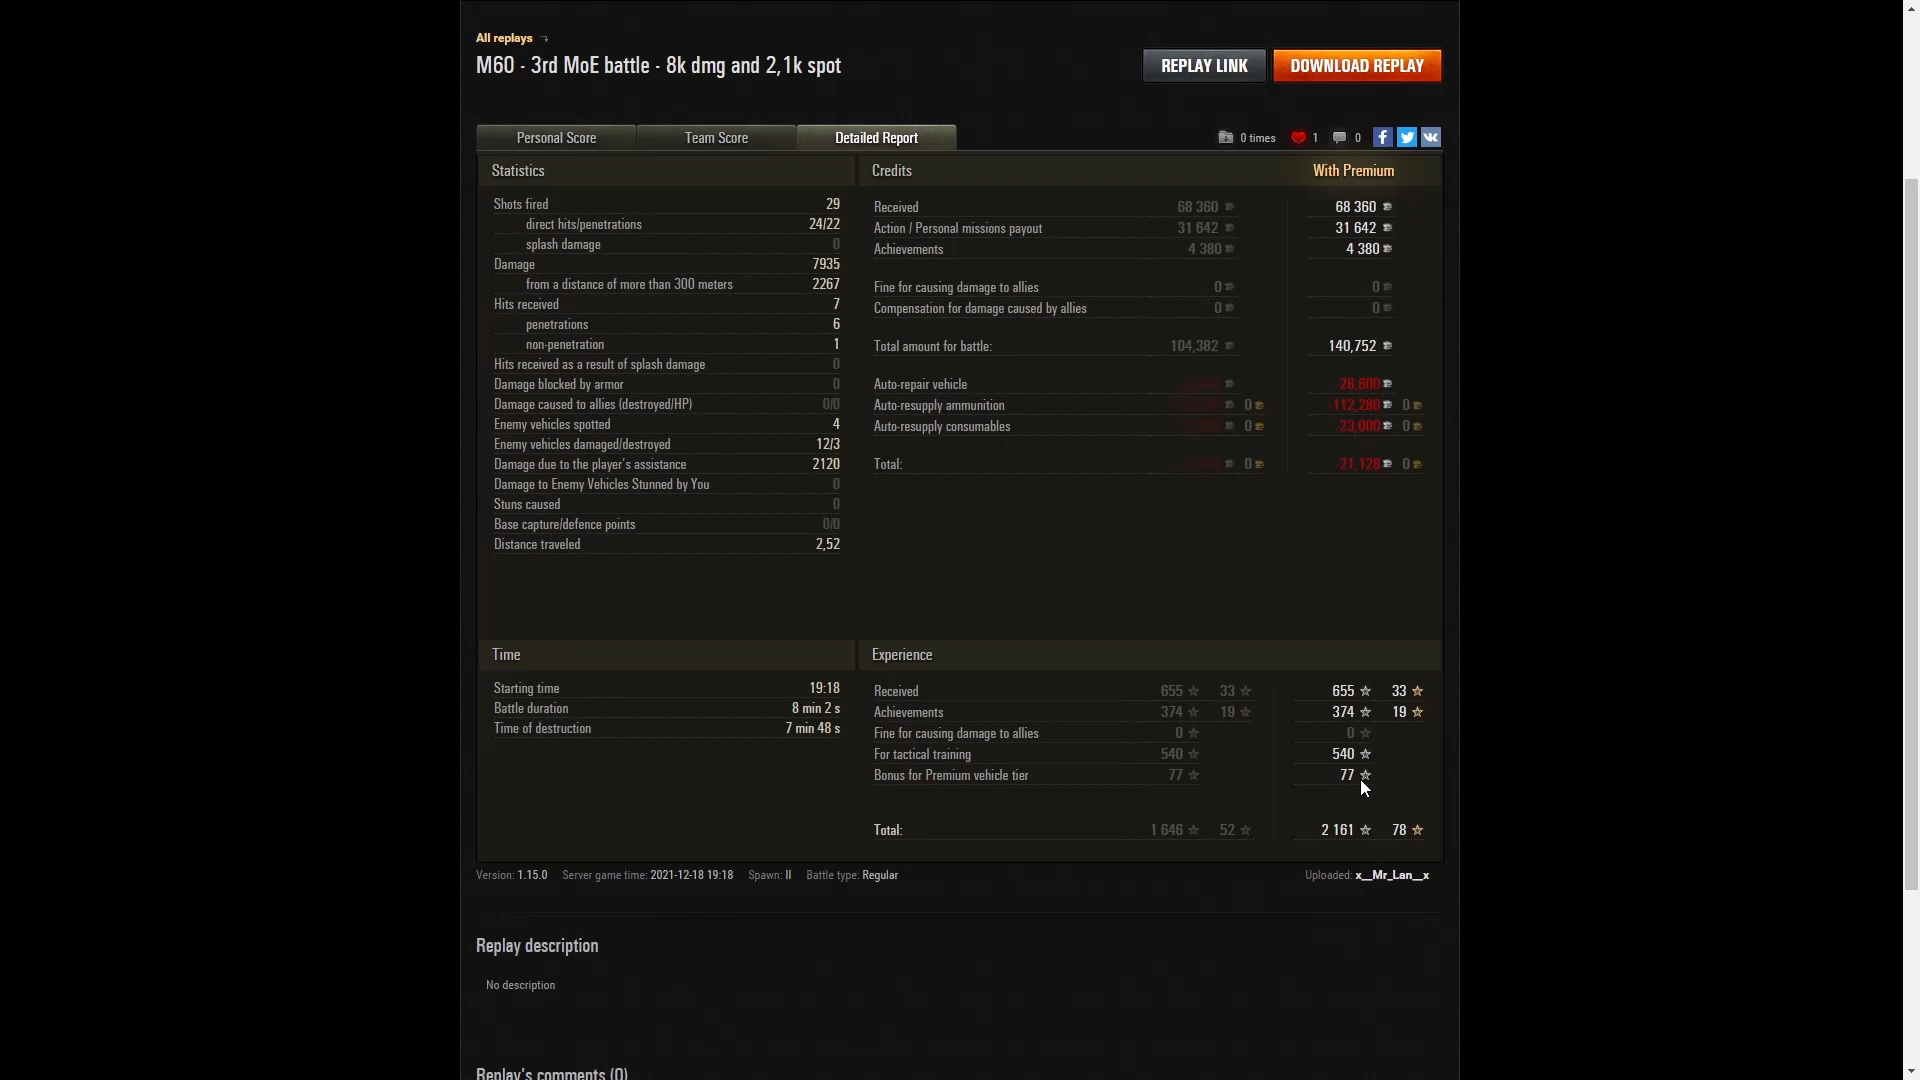 All replays
M60 - 3rd MoE battle - 8k dmg and 2,1k spot
REPLAY LINK
DOWNLOAD REPLAY
Personal Score
Team Score
Detailed Report
0 times
1
0
Statistics
Shots fired 29
direct hits/penetrations 24/22
splash damage 0
Damage 7935
from a distance of more than 300 meters 2267
Hits received 7
penetrations 6
non-penetration 1
Hits received as a result of splash damage 0
Damage blocked by armor 0
Damage caused to allies (destroyed/HP) 0/0
Enemy vehicles spotted 4
Enemy vehicles damaged/destroyed 12/3
Damage due to the player's assistance 2120
Damage to Enemy Vehicles Stunned by You 0
Stuns caused 0
Base capture/defence points 0/0
Distance traveled 2,52
Credits With Premium
Received 68 360 68 360
Action / Personal missions payout 31 642 31 642
Achievements 4 380 4 380
Fine for causing damage to allies 0 0
Compensation for damage caused by allies 0 0
Total amount for battle: 104,382 140,752
Auto-repair vehicle -26,600
Auto-resupply ammunition 0 -112,280 0
Auto-resupply consumables 0 -23,000 0
Total: 0 -21,128 0
Time
Starting time 19:18
Battle duration 8 min 2 s
Time of destruction 7 min 48 s
Experience
Received 655 33 655 33
Achievements 374 19 374 19
Fine for causing damage to allies 0 0
For tactical training 540 540
Bonus for Premium vehicle tier 77 77
Total: 1 646 52 2 161 78
Version: 1.15.0 Server game time: 2021-12-18 19:18 Spawn: II Battle type: Regular
Uploaded: x__Mr_Lan__x
Replay description
No description
Replay's comments (0)